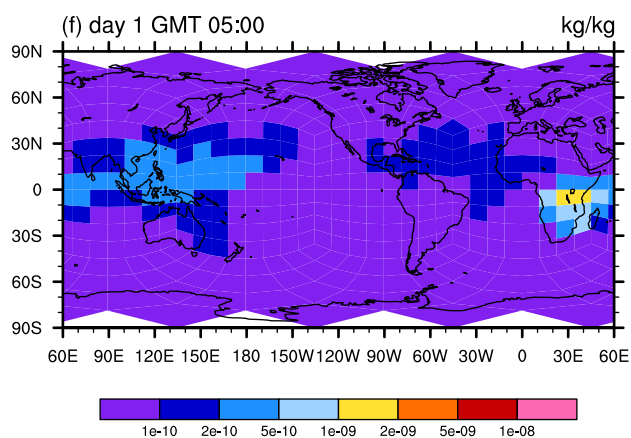 (f) day 1 GMT 05:00 kg/kg
90N
60N
30N
0
30S
60S
90S
60E 90E 120E 150E 180 150W 120W 90W 60W 30W 0 30E 60E
1e-10 2e-10 5e-10 1e-09 2e-09 5e-09 1e-08